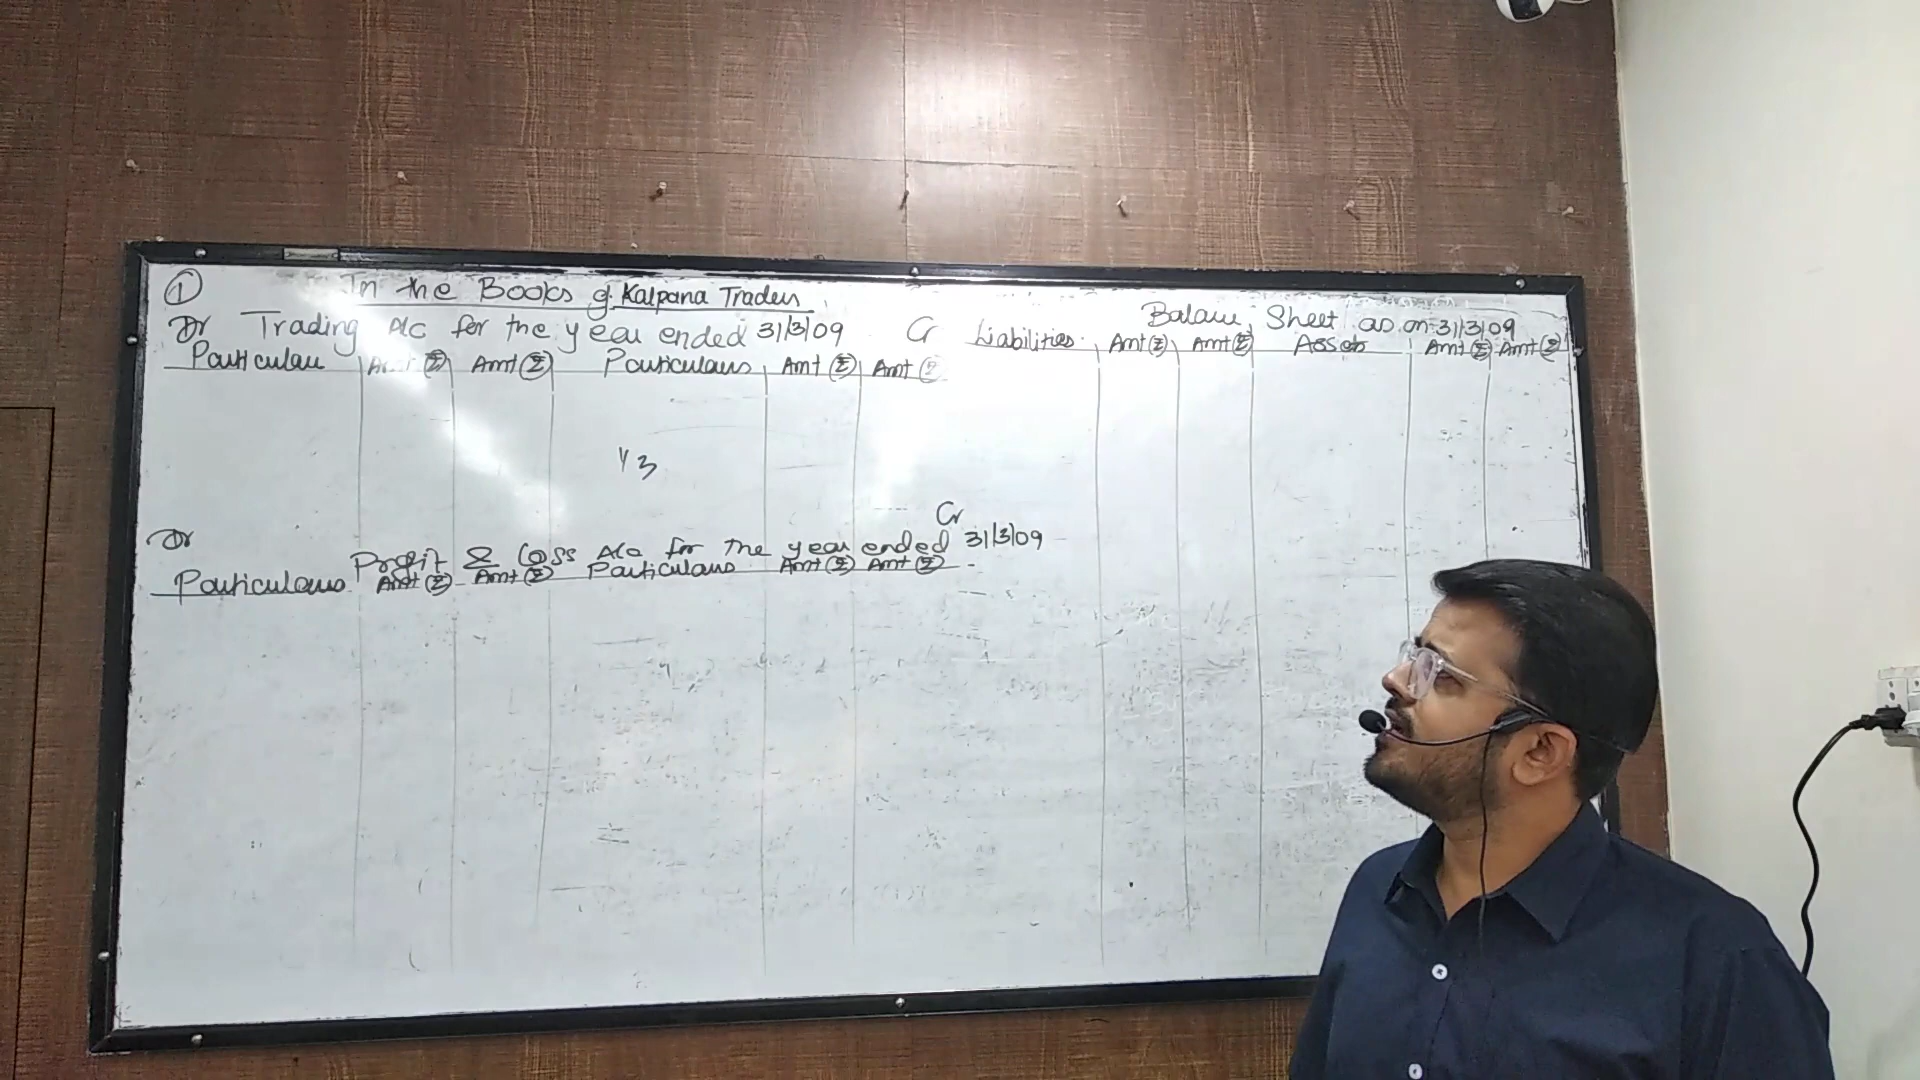 ① In the Books of Kalpana Traders
Dr Trading A/c for the year ended 31/3/09 Cr
Particulars Amt (₹) Amt (₹) Particulars Amt (₹) Amt (₹)
1/3
Dr Cr
Profit & Loss A/c for the year ended 31/3/09
Particulars Amt (₹) Amt (₹) Particulars Amt (₹) Amt (₹)
Balance Sheet as on 31/3/09
Liabilities Amt (₹) Amt (₹) Assets Amt (₹) Amt (₹)